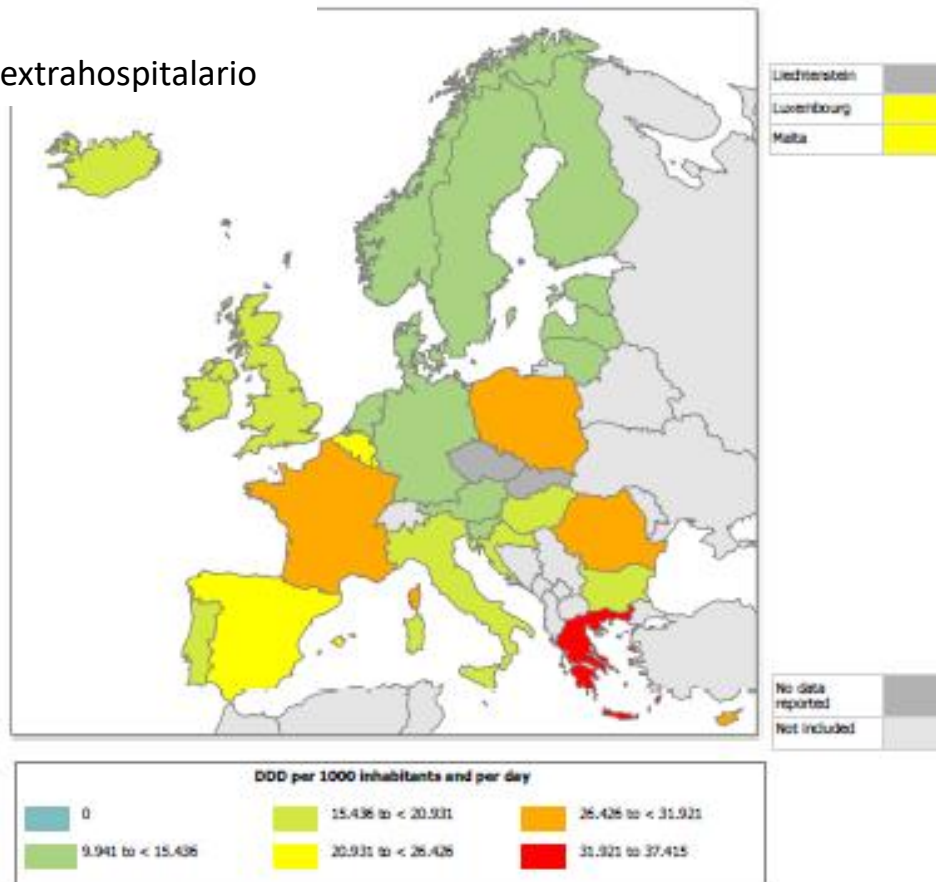 extrahospitalario
Liechtenstein
Luxembourg
Malta
No data
reported
Not included
DDD per 1000 inhabitants and per day
0
15.436 to < 20.931
26.426 to < 31.921
9.941 to < 15.436
20.931 to < 26.426
31.921 to 37.415